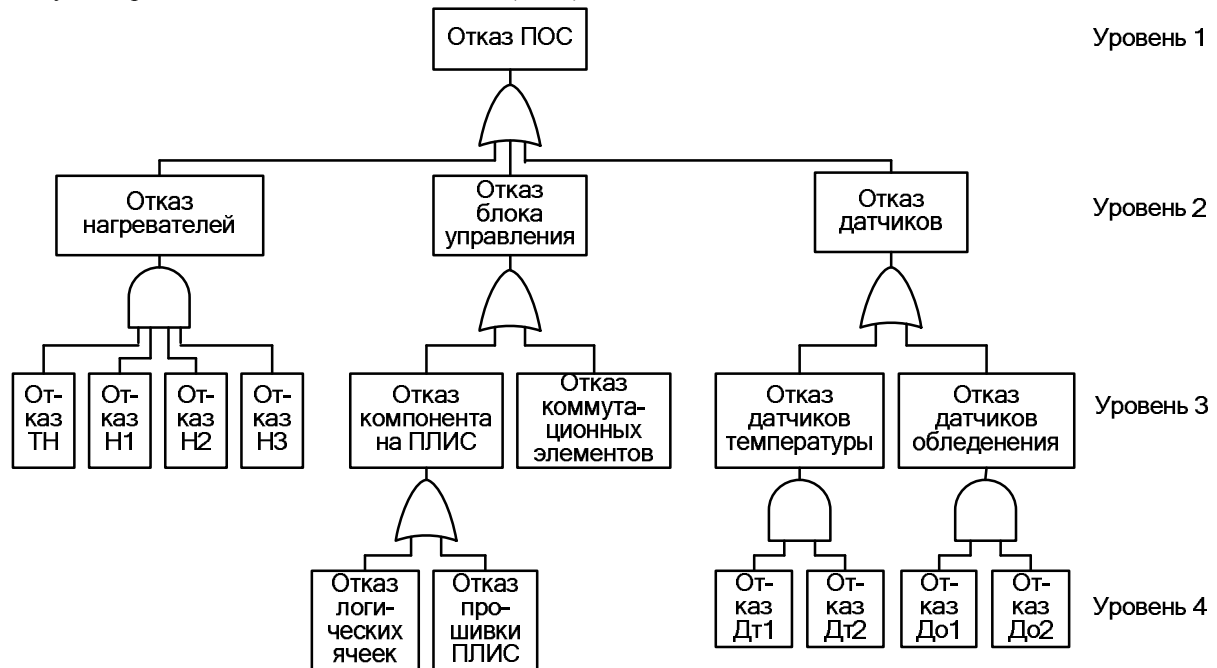 Отказ ПОС
Уровень 1
Отказ
нагревателей
Отказ
блока
управления
Отказ
датчиков
Уровень 2
От-
каз
ТН
От-
каз
Н1
От-
каз
Н2
От-
каз
Н3
Отказ
компонента
на ПЛИС
Отказ
коммута-
ционных
элементов
Отказ
датчиков
температуры
Отказ
датчиков
обледенения
Уровень 3
Отказ
логи-
ческих
ячеек
Отказ
про-
шивки
ПЛИС
От-
каз
Дт1
От-
каз
Дт2
От-
каз
До1
От-
каз
До2
Уровень 4